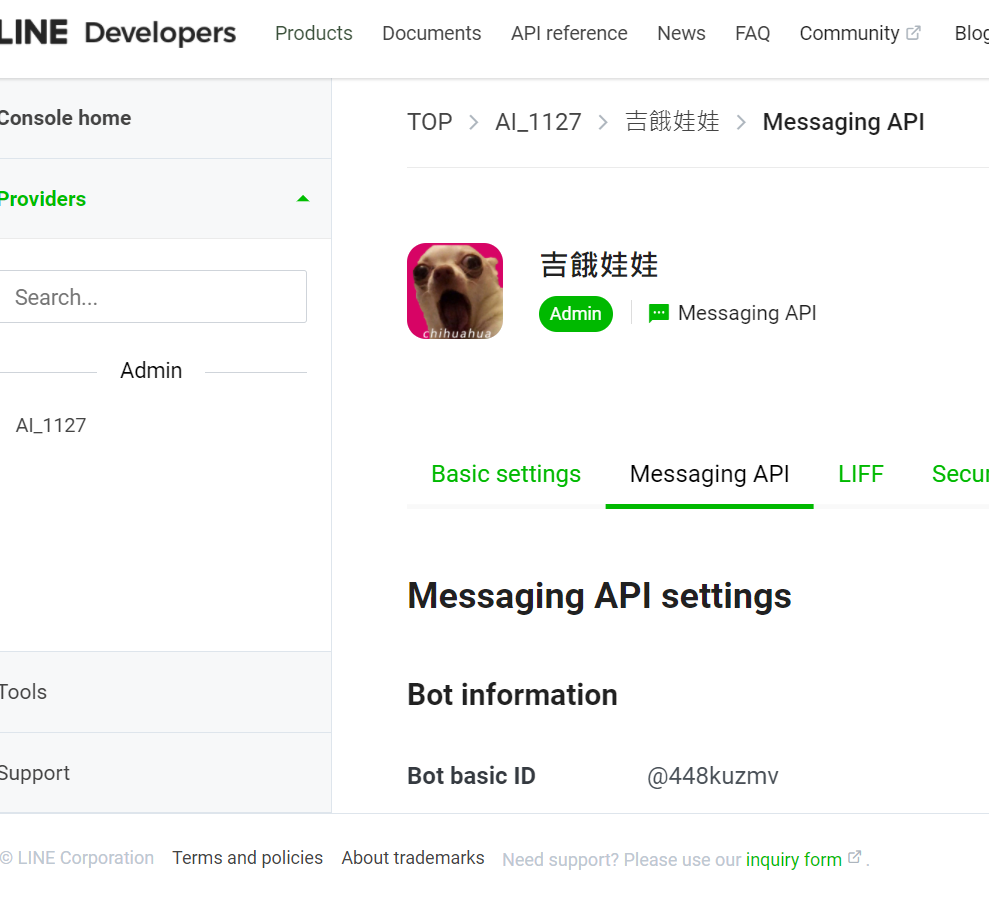 LINE Developers Products Documents API reference News FAQ Community Blog
Console home
Providers
Search...
Admin
AI_1127
Tools
Support
TOP > AI_1127 > 吉餓娃娃 > Messaging API
chihuahua
吉餓娃娃
Admin Messaging API
Basic settings Messaging API LIFF Secur
Messaging API settings
Bot information
Bot basic ID @448kuzmv
© LINE Corporation Terms and policies About trademarks Need support? Please use our inquiry form .